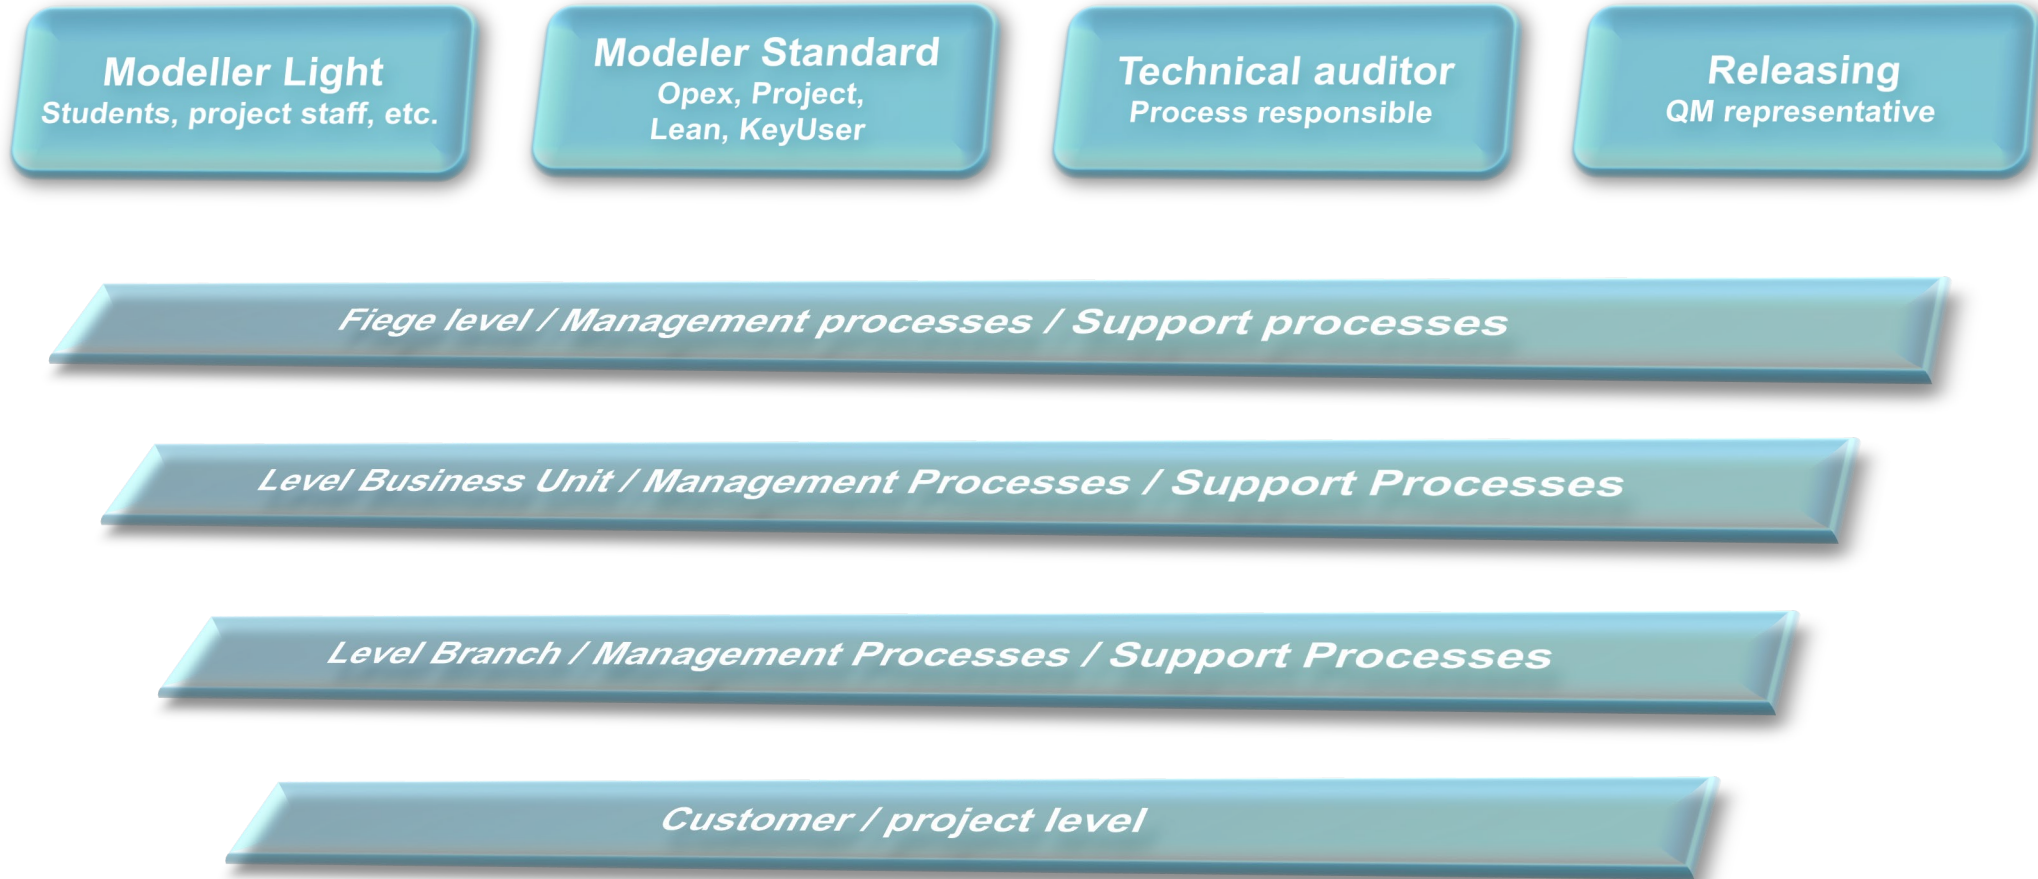 Modeller Light
Students, project staff, etc.
Modeler Standard
Opex, Project,
Lean, KeyUser
Technical auditor
Process responsible
Releasing
QM representative
Fiege level / Management processes / Support processes
Level Business Unit / Management Processes / Support Processes
Level Branch / Management Processes / Support Processes
Customer / project level